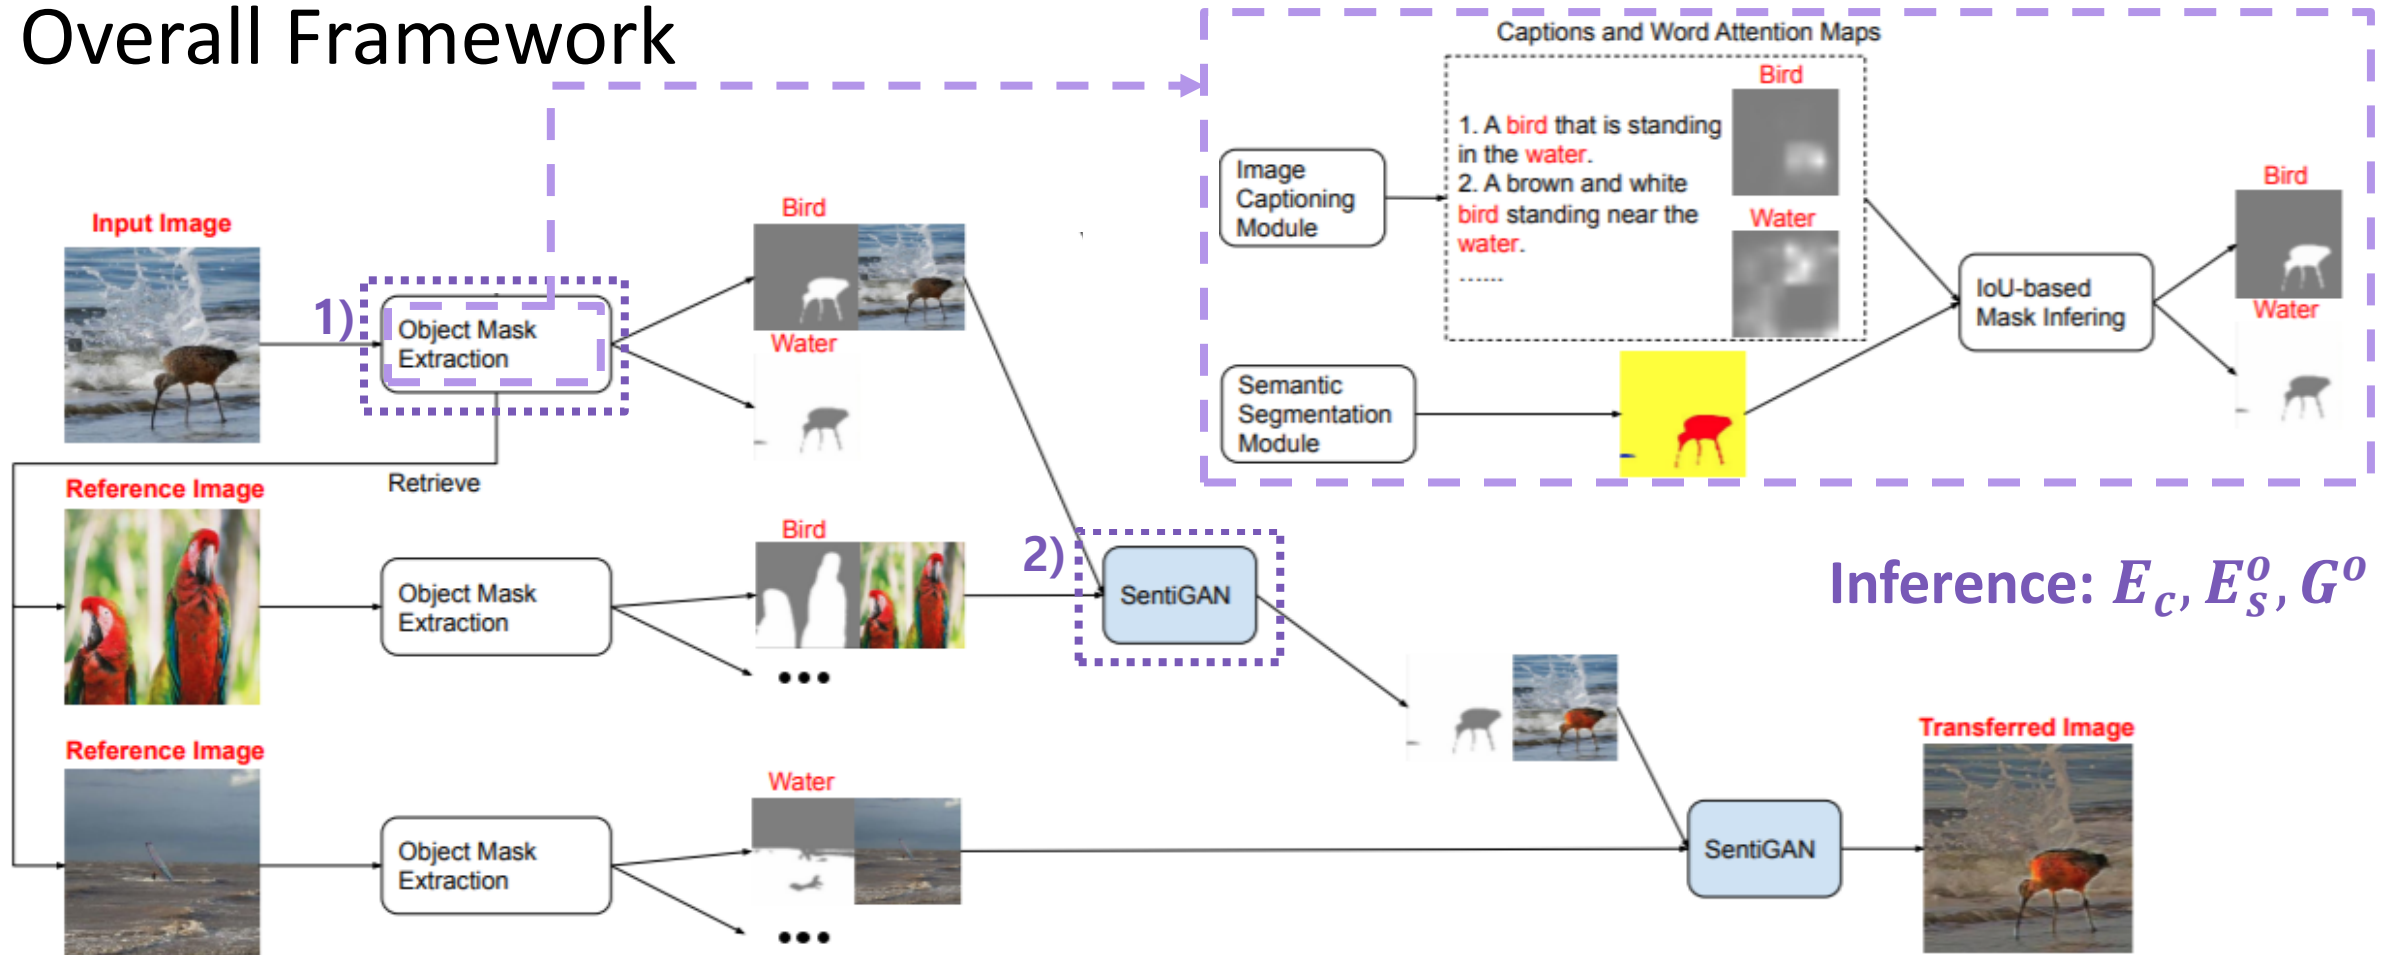 Overall Framework
Captions and Word Attention Maps
Bird
1. A bird that is standing
in the water.
2. A brown and white
bird standing near the
water.
......
Water
Image
Captioning
Module
Semantic
Segmentation
Module
IoU-based
Mask Infering
Bird
Water
Input Image
1)
Object Mask
Extraction
Bird
Water
Retrieve
Reference Image
Object Mask
Extraction
Bird
•••
2)
SentiGAN
Inference: E_c, E_s^o, G^o
Reference Image
Object Mask
Extraction
Water
•••
SentiGAN
Transferred Image